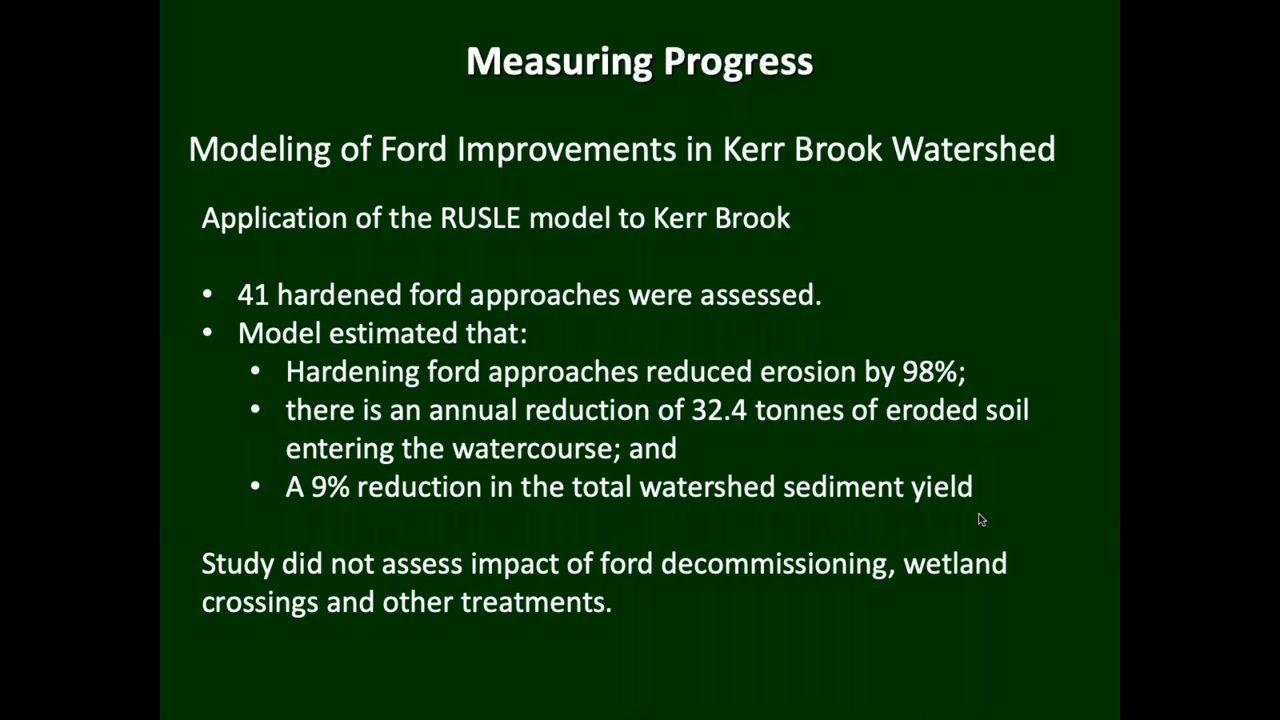 Measuring Progress
Modeling of Ford Improvements in Kerr Brook Watershed
Application of the RUSLE model to Kerr Brook
• 41 hardened ford approaches were assessed.
• Model estimated that:
• Hardening ford approaches reduced erosion by 98%;
• there is an annual reduction of 32.4 tonnes of eroded soil
entering the watercourse; and
• A 9% reduction in the total watershed sediment yield
Study did not assess impact of ford decommissioning, wetland
crossings and other treatments.